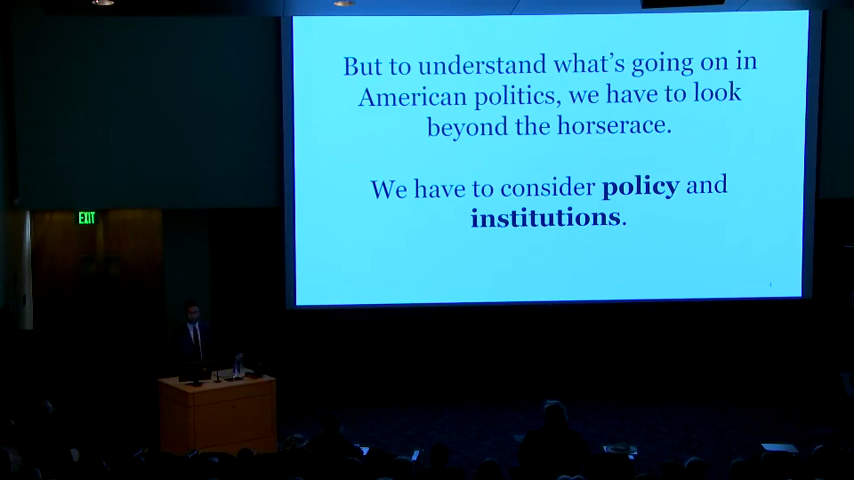 But to understand what's going on in
American politics, we have to look
beyond the horserace.
We have to consider policy and
institutions.
EXIT